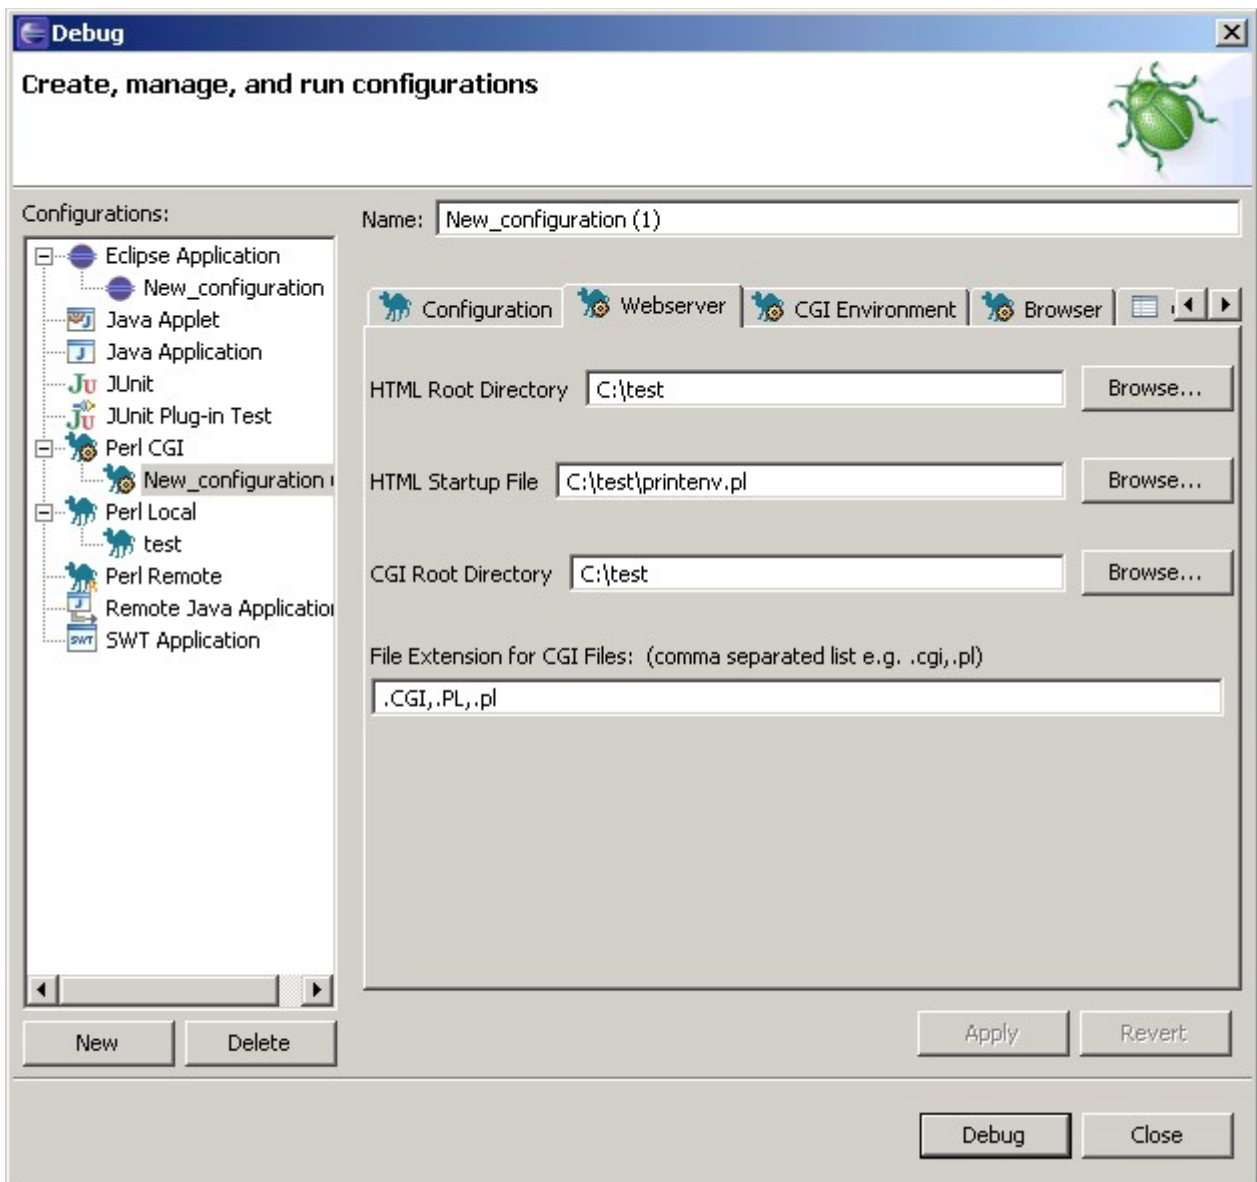 Debug
Create, manage, and run configurations
Configurations:
Eclipse Application
New_configuration
Java Applet
Java Application
JUnit
JUnit Plug-in Test
Perl CGI
New_configuration
Perl Local
test
Perl Remote
Remote Java Applicatio
SWT Application
New
Delete
Name: New_configuration (1)
Configuration
Webserver
CGI Environment
Browser
HTML Root Directory C:\test Browse...
HTML Startup File C:\test\printenv.pl Browse...
CGI Root Directory C:\test Browse...
File Extension for CGI Files: (comma separated list e.g. .cgi,.pl)
.CGI,.PL,.pl
Apply
Revert
Debug
Close